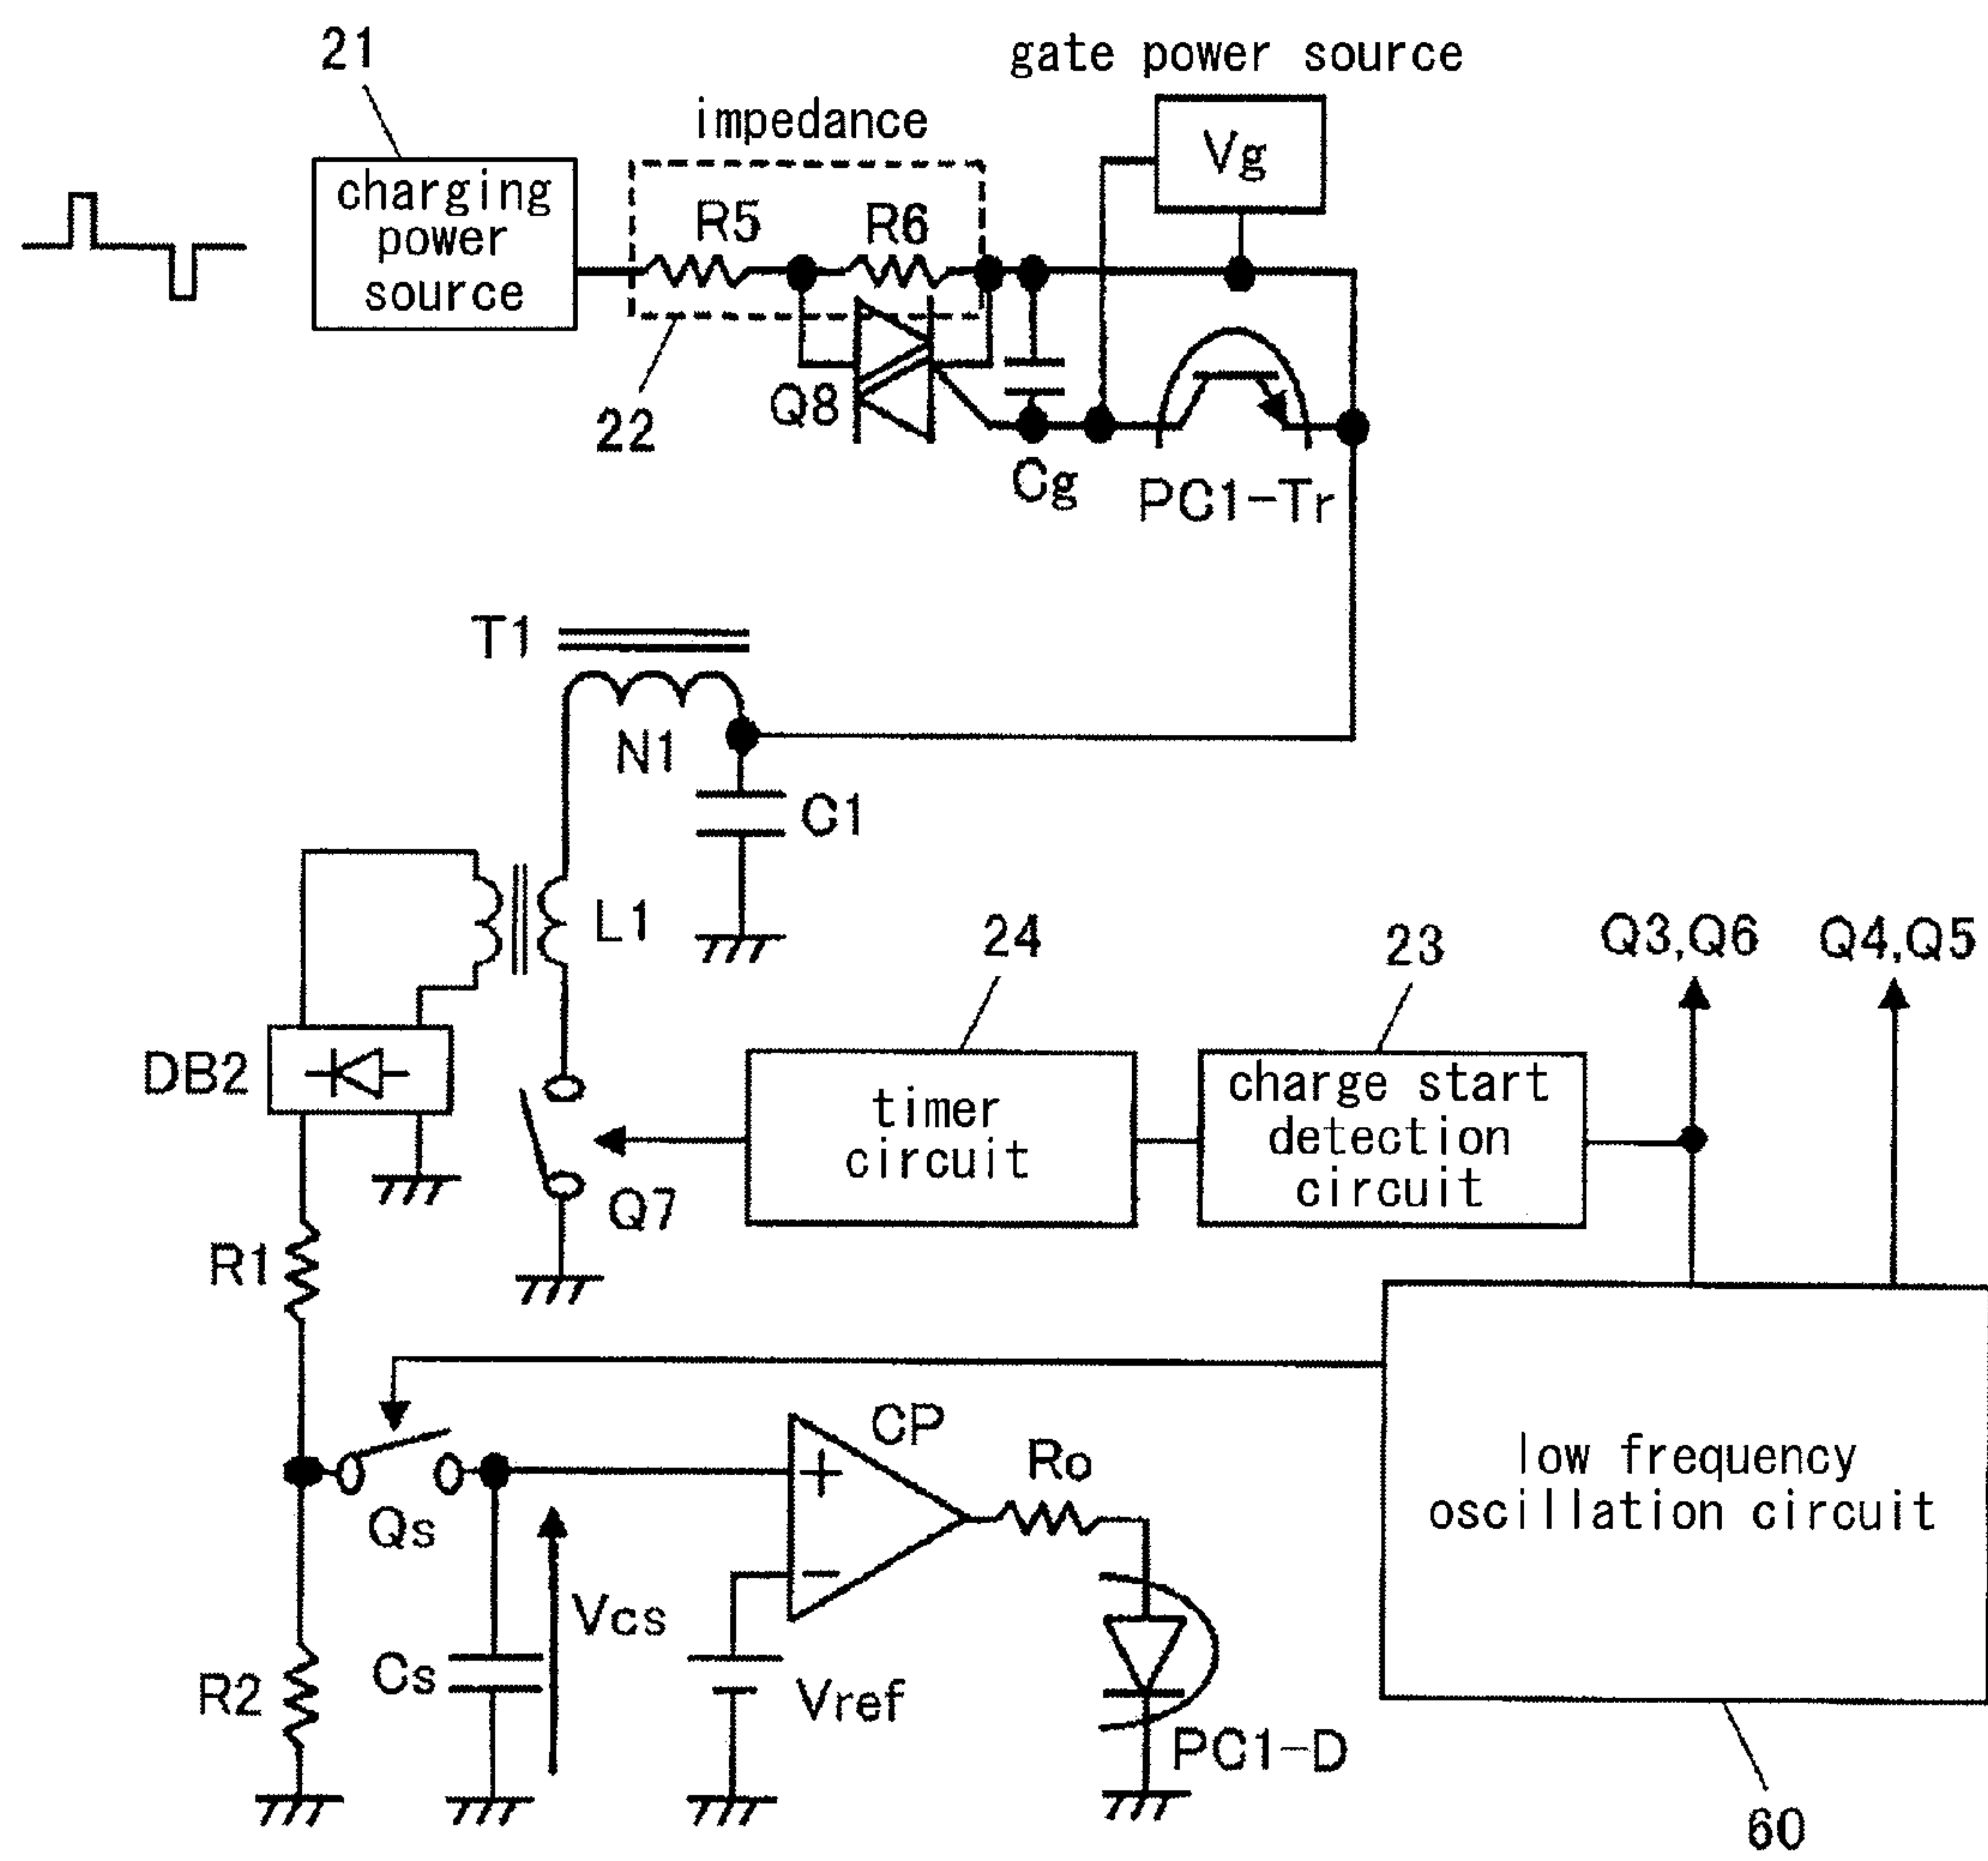 21
gate power source
impedance
Vg
charging
power
source
R5
R6
Q8
22
Cg
PC1-Tr
T1
N1
C1
L1
24
23
Q3,Q6
Q4,Q5
DB2
timer
circuit
charge start
detection
circuit
Q7
R1
CP
Ro
low frequency
oscillation circuit
Qs
+
−
Vcs
Cs
R2
Vref
PC1-D
60